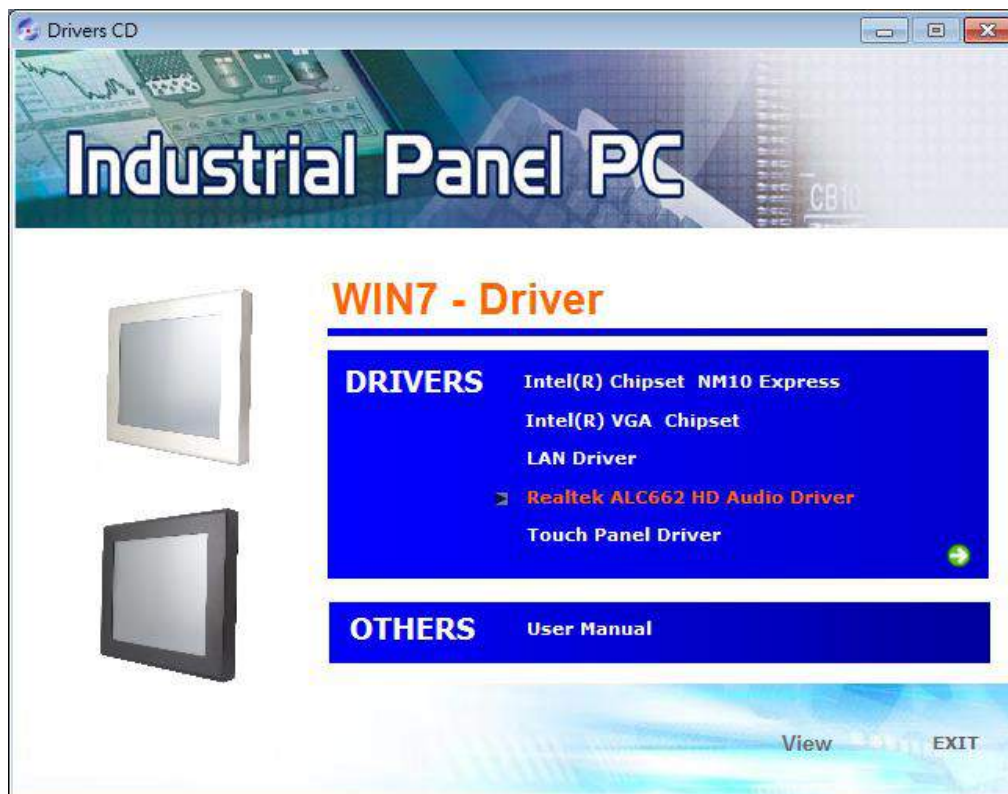 Drivers CD
Industrial Panel PC
CB10
WIN7 - Driver
DRIVERS
Intel(R) Chipset NM10 Express
Intel(R) VGA Chipset
LAN Driver
Realtek ALC662 HD Audio Driver
Touch Panel Driver
OTHERS
User Manual
View
EXIT